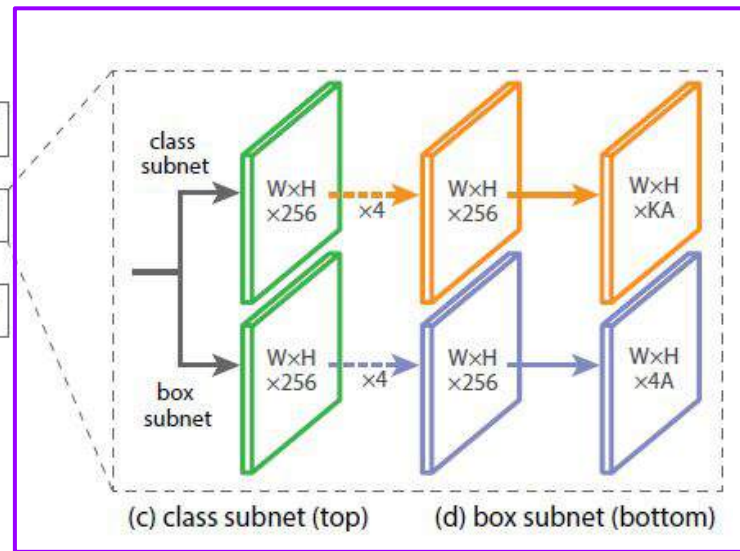 class
subnet
W×H
×256
×4
W×H
×256
W×H
×KA
W×H
×256
×4
W×H
×256
W×H
×4A
box
subnet
(c) class subnet (top)
(d) box subnet (bottom)